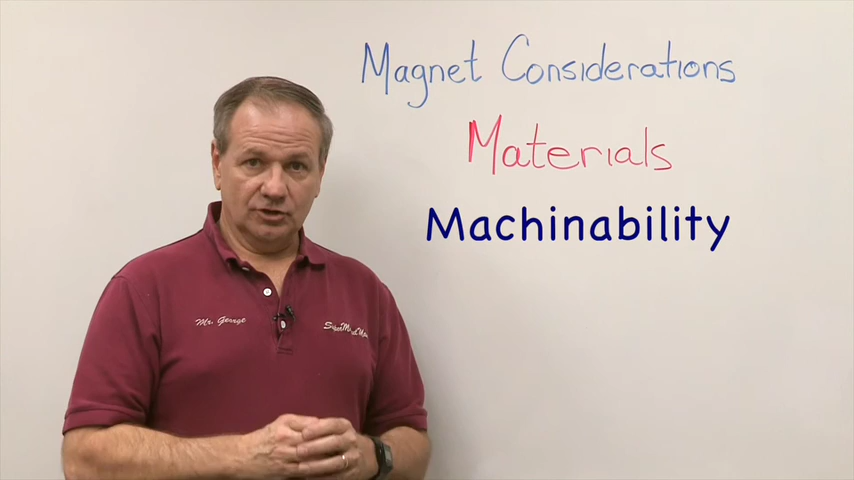 Magnet Considerations
Materials
Machinability
Mr. George